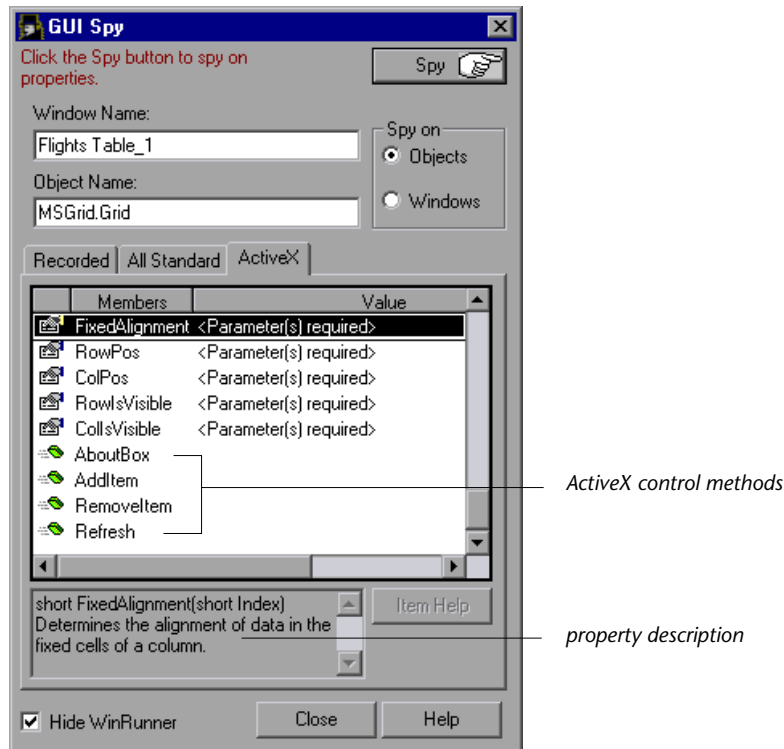 GUI Spy
Click the Spy button to spy on
properties.
Spy
Window Name:
Flights Table_1
Spy on
Objects
Windows
Object Name:
MSGrid.Grid
Recorded All Standard ActiveX
Members Value
FixedAlignment <Parameter(s) required>
RowPos <Parameter(s) required>
ColPos <Parameter(s) required>
RowIsVisible <Parameter(s) required>
ColIsVisible <Parameter(s) required>
AboutBox
AddItem
RemoveItem
Refresh
ActiveX control methods
short FixedAlignment(short Index)
Determines the alignment of data in the
fixed cells of a column.
Item Help
property description
Hide WinRunner
Close
Help